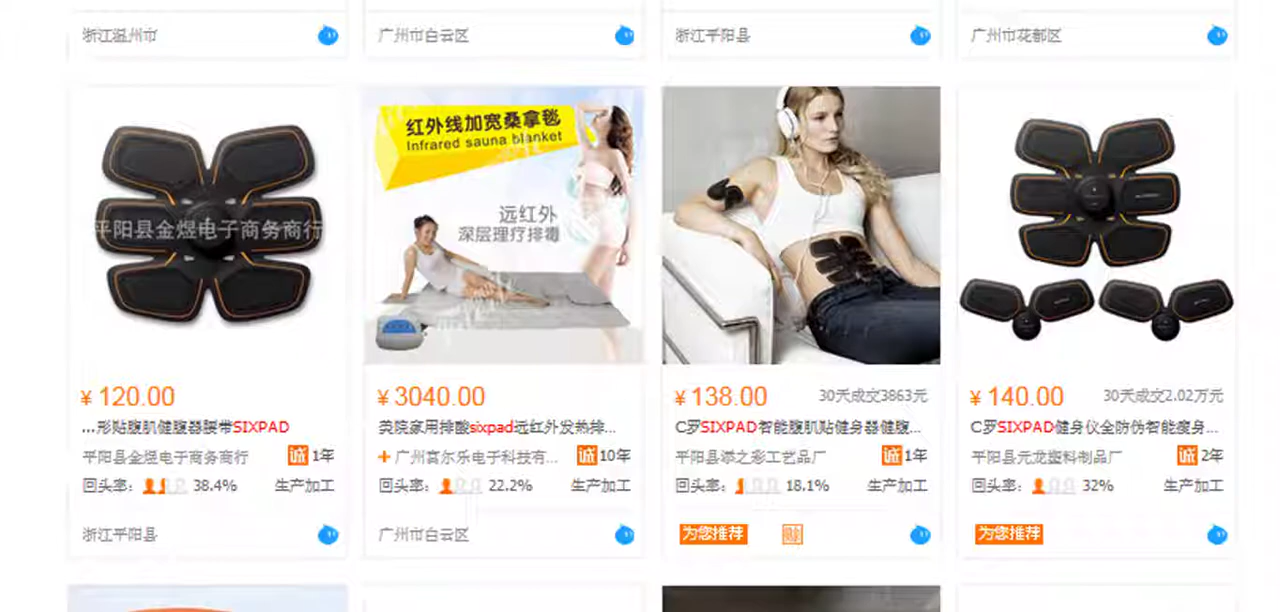 浙江温州市
广州市白云区
浙江平阳县
广州市花都区
平阳县金煜电子商务商行
¥ 120.00
...形贴腹肌健腹器腰带SIXPAD
平阳县金煜电子商务商行
诚 1年
回头率: 38.4%
生产加工
浙江平阳县
红外线加宽桑拿毯
Infrared sauna blanket
远红外
深层理疗排毒
¥ 3040.00
美院家用排酸sixpad远红外发热排...
广州喜尔乐电子科技有...
诚 10年
回头率: 22.2%
生产加工
广州市白云区
¥ 138.00
30天成交3863元
C罗SIXPAD智能腹肌贴健身器健腹...
平阳县添之彩工艺品厂
诚 1年
回头率: 18.1%
生产加工
为您推荐
¥ 140.00
30天成交2.02万元
C罗SIXPAD健身仪全防伪智能瘦身...
平阳县元龙塑料制品厂
诚 2年
回头率: 32%
生产加工
为您推荐